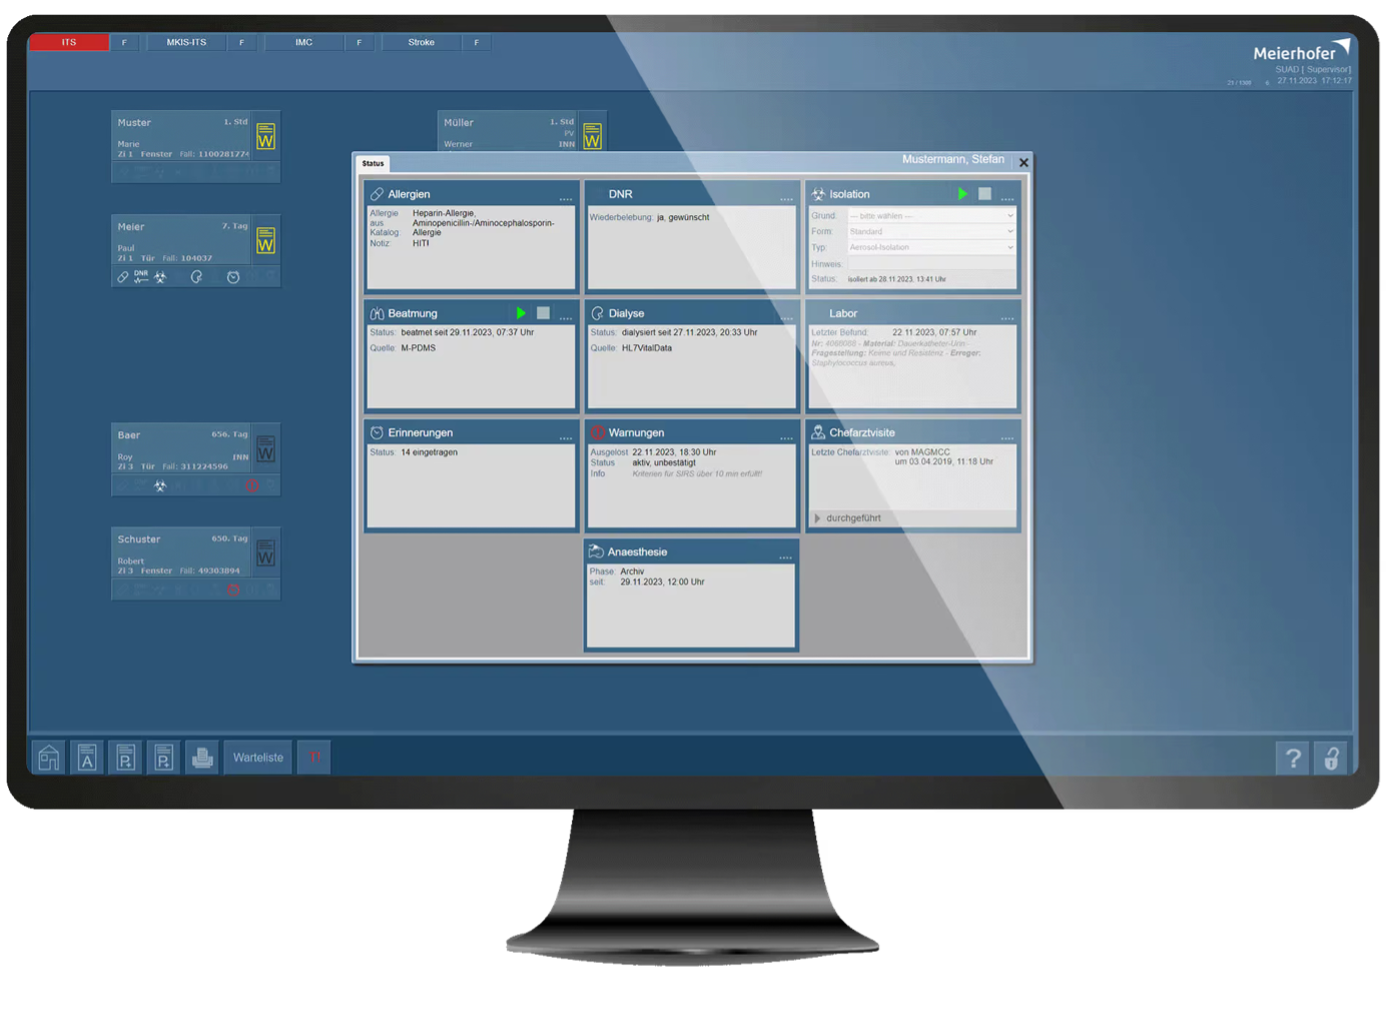 ITS F MKIS-ITS F IMC F Stroke F
Meierhofer
SUAD [ Supervisor]
27.11.2023- 17:12:17
Muster 1. Std
Marie
Zi 1 Fenster Fall: 1100281774
W
Müller 1. Std
PV
Werner INN
W
Meier 7. Tag
Paul
Zi 1 Tür Fall: 104037
W
DNR
Baer 656. Tag
Roy INN
Zi 3 Tür Fall: 311224596
W
Schuster 650. Tag
Robert
Zi 3 Fenster Fall: 49303894
W
Status
Mustermann, Stefan
Allergien ....
Allergie aus Katalog: Heparin-Allergie, Aminopenicillin-/Aminocephalosporin-Allergie
Notiz: HIT!
DNR ....
Wiederbelebung: ja, gewünscht
Isolation ....
Grund: --- bitte wählen ---
Form: Standard
Typ: Aerosol-Isolation
Hinweis:
Status: isoliert ab 28.11.2023, 13:41 Uhr
Beatmung ....
Status: beatmet seit 29.11.2023, 07:37 Uhr
Quelle: M-PDMS
Dialyse ....
Status: dialysiert seit 27.11.2023, 20:33 Uhr
Quelle: HL7VitalData
Labor ....
Letzter Befund: 22.11.2023, 07:57 Uhr
Nr: 4088088 - Material: Dauerkatheter-Urin -
Fragestellung: Keime und Resistenz - Erreger:
Staphylococcus aureus,
Erinnerungen ....
Status: 14 eingetragen
Warnungen ....
Ausgelöst 22.11.2023, 18:30 Uhr
Status aktiv, unbestätigt
Info Kriterien für SIRS über 10 min erfüllt!
Chefarztvisite ....
Letzte Chefarztvisite: von MAGMCC
um 03.04.2019, 11:18 Uhr
durchgeführt
Anaesthesie ....
Phase: Archiv
seit: 29.11.2023, 12:00 Uhr
A P P Warteliste ?